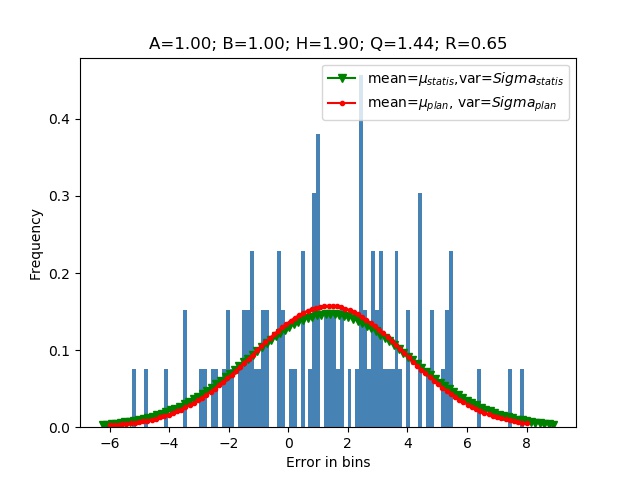 A=1.00; B=1.00; H=1.90; Q=1.44; R=0.65
mean=μstatis,var=Sigmastatis
mean=μplan, var=Sigmaplan
Frequency
0.4
0.3
0.2
0.1
0.0
−6 −4 −2 0 2 4 6 8
Error in bins